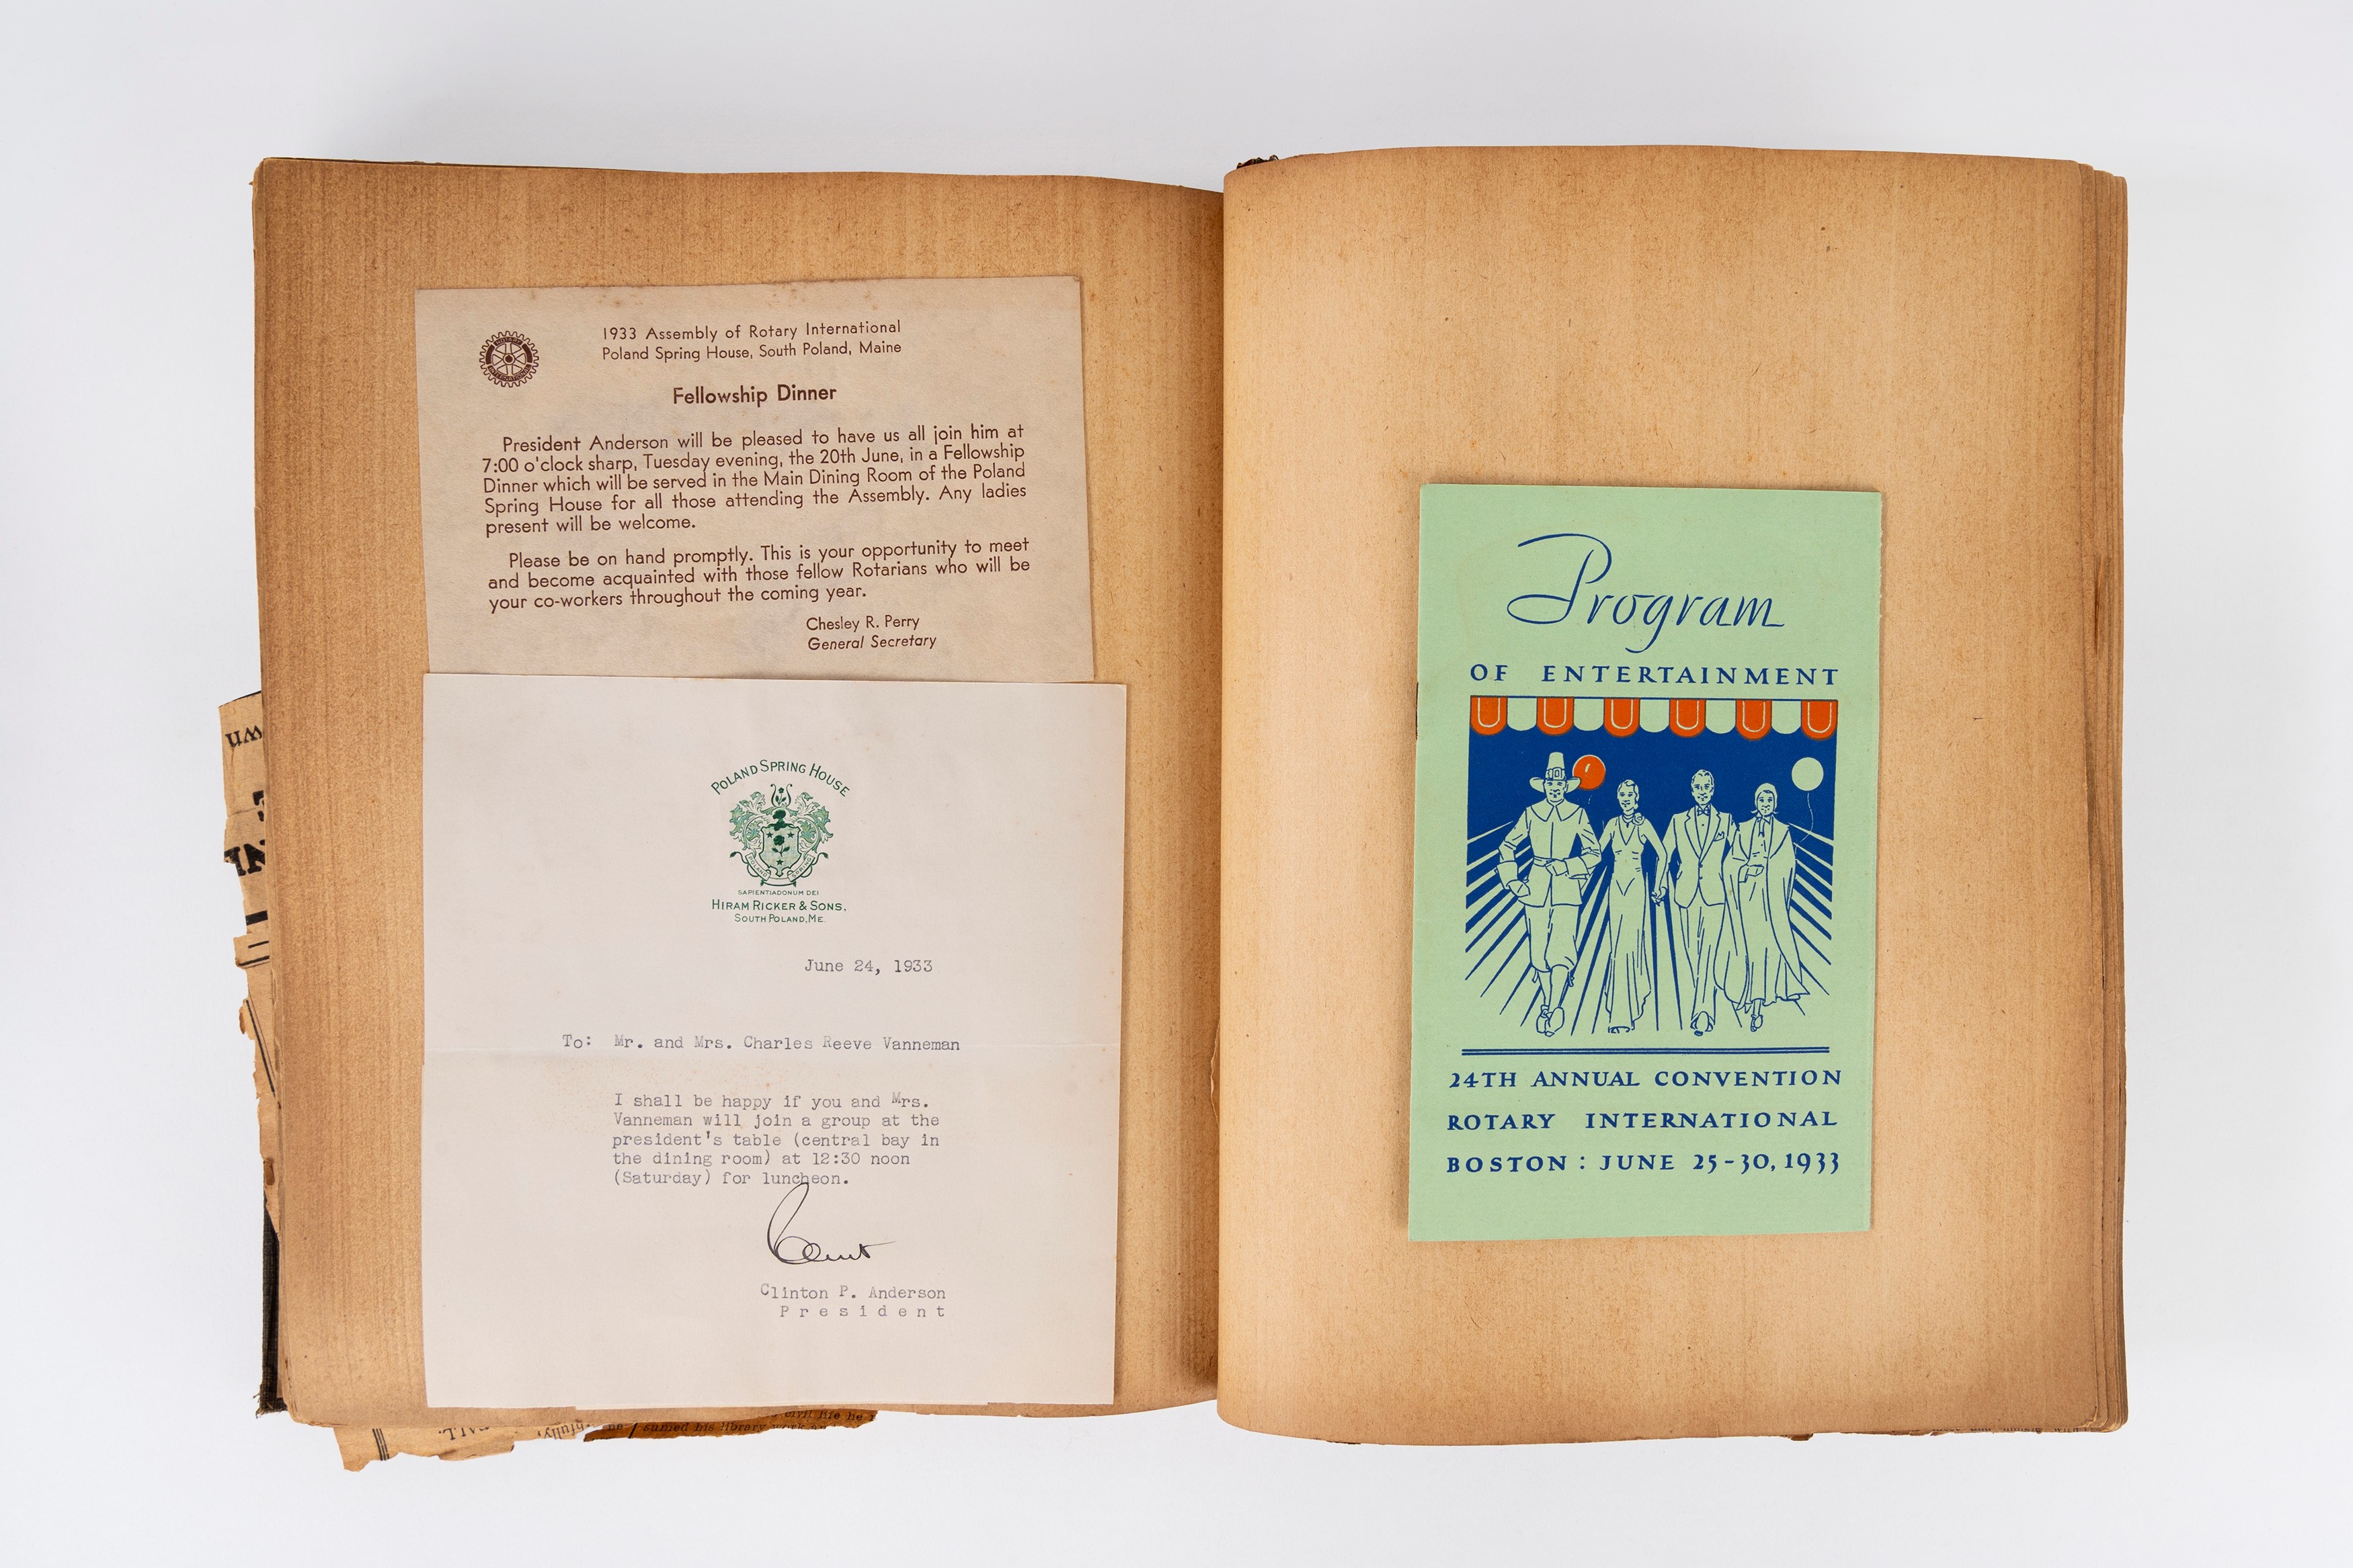 1933 Assembly of Rotary International
Poland Spring House, South Poland, Maine
Fellowship Dinner
President Anderson will be pleased to have us all join him at
7:00 o'clock sharp, Tuesday evening, the 20th June, in a Fellowship
Dinner which will be served in the Main Dining Room of the Poland
Spring House for all those attending the Assembly. Any ladies
present will be welcome.
Please be on hand promptly. This is your opportunity to meet
and become acquainted with those fellow Rotarians who will be
your co-workers throughout the coming year.
Chesley R. Perry
General Secretary
POLAND SPRING HOUSE
SAPIENTIADONUM DEI
HIRAM RICKER & SONS.
SOUTH POLAND, ME.
June 24, 1933
To: Mr. and Mrs. Charles Reeve Vanneman
I shall be happy if you and Mrs.
Vanneman will join a group at the
president's table (central bay in
the dining room) at 12:30 noon
(Saturday) for luncheon.
Clint
Clinton P. Anderson
President
civil life he
sumed his library work
Program
OF ENTERTAINMENT
24TH ANNUAL CONVENTION
ROTARY INTERNATIONAL
BOSTON : JUNE 25-30, 1933